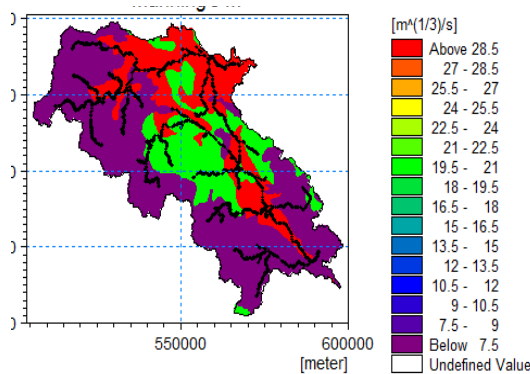 [m^(1/3)/s]
Above 28.5
27 - 28.5
25.5 - 27
24 - 25.5
22.5 - 24
21 - 22.5
19.5 - 21
18 - 19.5
16.5 - 18
15 - 16.5
13.5 - 15
12 - 13.5
10.5 - 12
9 - 10.5
7.5 - 9
Below 7.5
Undefined Value
550000
600000
[meter]